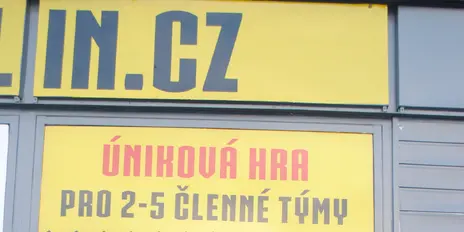 IN.CZ
ÚNIKOVÁ HRA
PRO 2-5 ČLENNÉ TÝMY